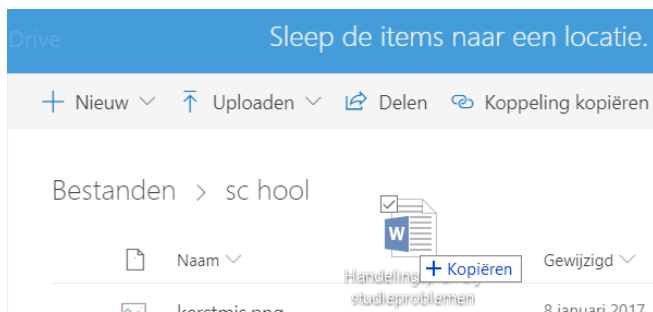 Drive
Sleep de items naar een locatie.
Nieuw Uploaden Delen Koppeling kopiëren
Bestanden > sc hool
W
Naam Gewijzigd
+ Kopiëren
studieproblemen
kerstmis.png 8 januari 2017